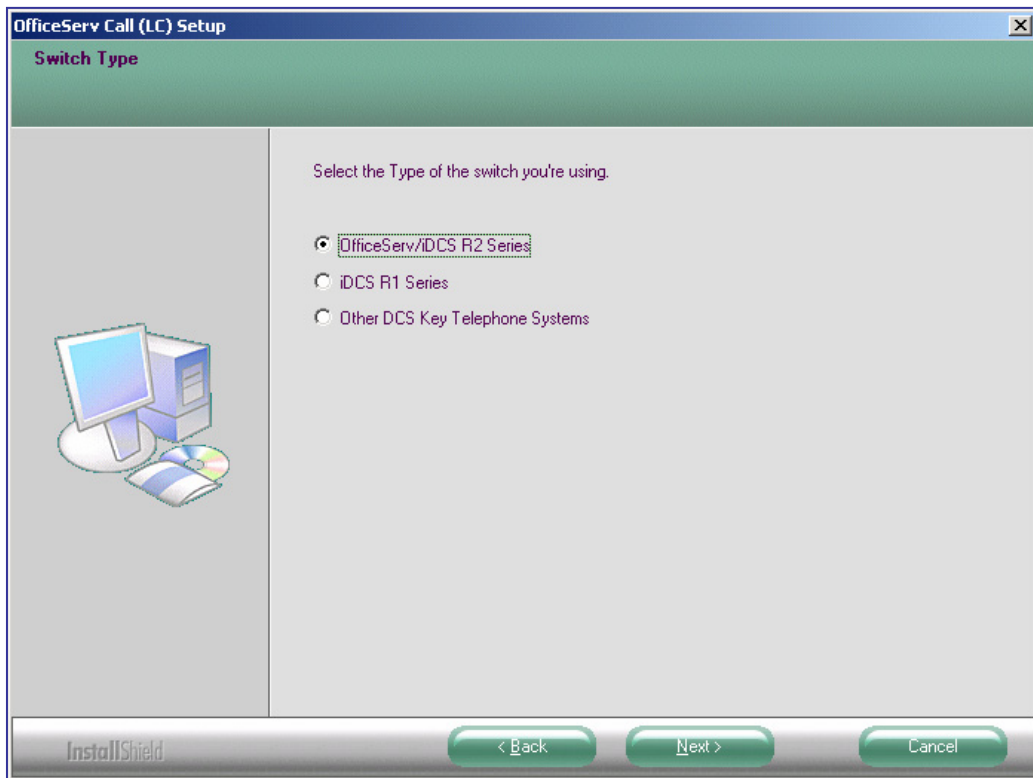 OfficeServ Call (LC) Setup
Switch Type
Select the Type of the switch you're using.
OfficeServ/iDCS R2 Series
iDCS R1 Series
Other DCS Key Telephone Systems
InstallShield
< Back
Next >
Cancel